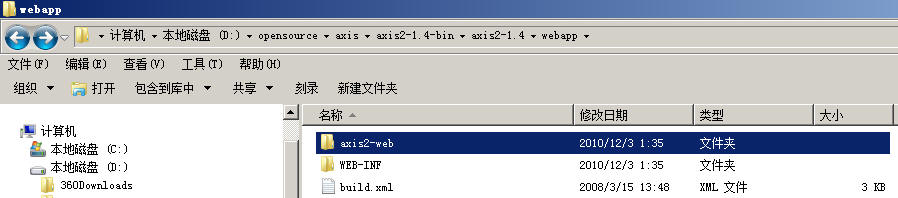 webapp
计算机 本地磁盘 (D:) opensource axis axis2-1.4-bin axis2-1.4 webapp
文件(F) 编辑(E) 查看(V) 工具(T) 帮助(H)
组织 打开 包含到库中 共享 刻录 新建文件夹
名称 修改日期 类型 大小
计算机
本地磁盘 (C:)
本地磁盘 (D:)
360Downloads
axis2-web 2010/12/3 1:35 文件夹
WEB-INF 2010/12/3 1:35 文件夹
build.xml 2008/3/15 13:48 XML 文件 3 KB